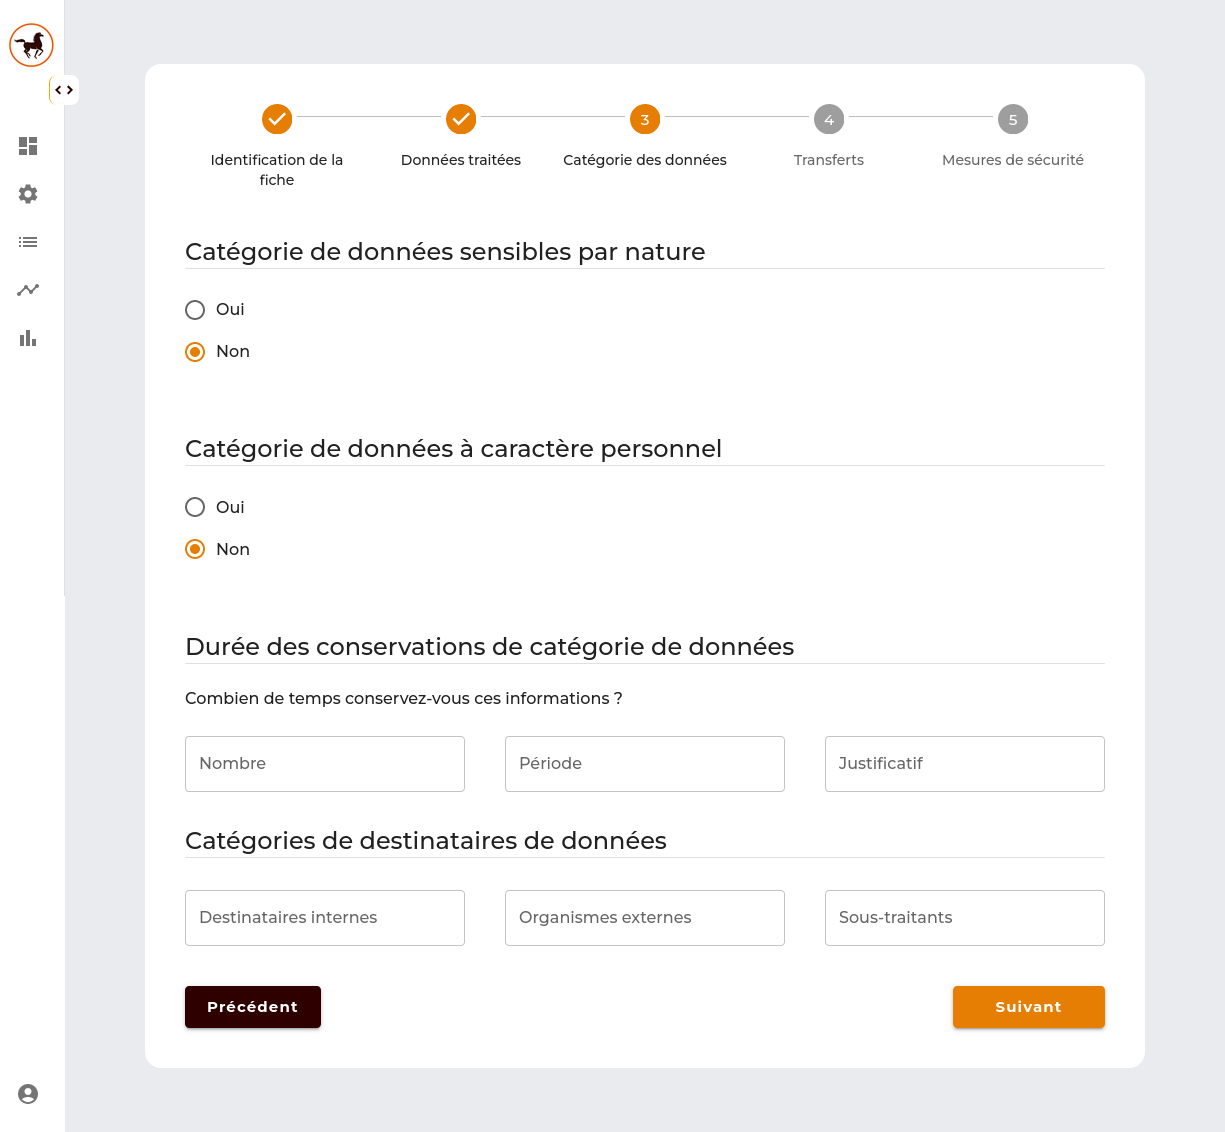 3
4
5
Identification de la
fiche
Données traitées
Catégorie des données
Transferts
Mesures de sécurité
Catégorie de données sensibles par nature
Oui
Non
Catégorie de données à caractère personnel
Oui
Non
Durée des conservations de catégorie de données
Combien de temps conservez-vous ces informations ?
Nombre
Période
Justificatif
Catégories de destinataires de données
Destinataires internes
Organismes externes
Sous-traitants
Précédent
Suivant